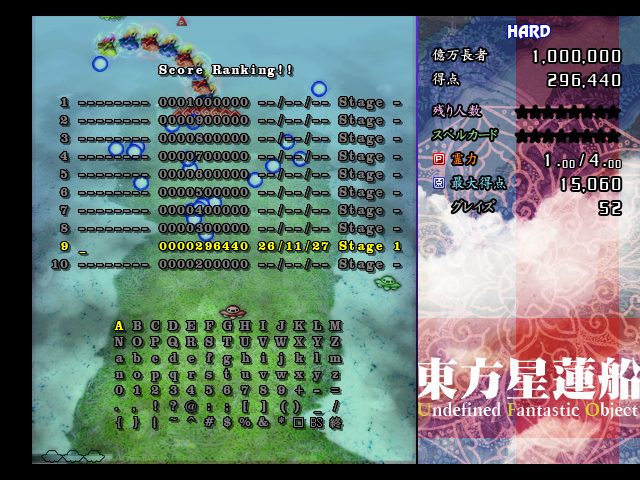 Score Ranking!!
1 -------- 0001000000 --/--/-- Stage -
2 -------- 0000900000 --/--/-- Stage -
3 -------- 0000800000 --/--/-- Stage -
4 -------- 0000700000 --/--/-- Stage -
5 -------- 0000600000 --/--/-- Stage -
6 -------- 0000500000 --/--/-- Stage -
7 -------- 0000400000 --/--/-- Stage -
8 -------- 0000300000 --/--/-- Stage -
9 _ 0000296440 26/11/27 Stage 1
10 -------- 0000200000 --/--/-- Stage -
A B C D E F G H I J K L M
N O P Q R S T U V W X Y Z
a b c d e f g h i j k l m
n o p q r s t u v w x y z
0 1 2 3 4 5 6 7 8 9 + - =
. , ! ? @ : ; [ ] ( ) _ /
{ } | ~ ^ # $ % & * □ BS 終
HARD
億万長者 1,000,000
得点 296,440
残り人数 ★★★★★★★★
スペルカード ★★★★★★★★
P 霊力 1.00/4.00
点 最大得点 15,060
グレイズ 52
東方星蓮船
Undefined Fantastic Object